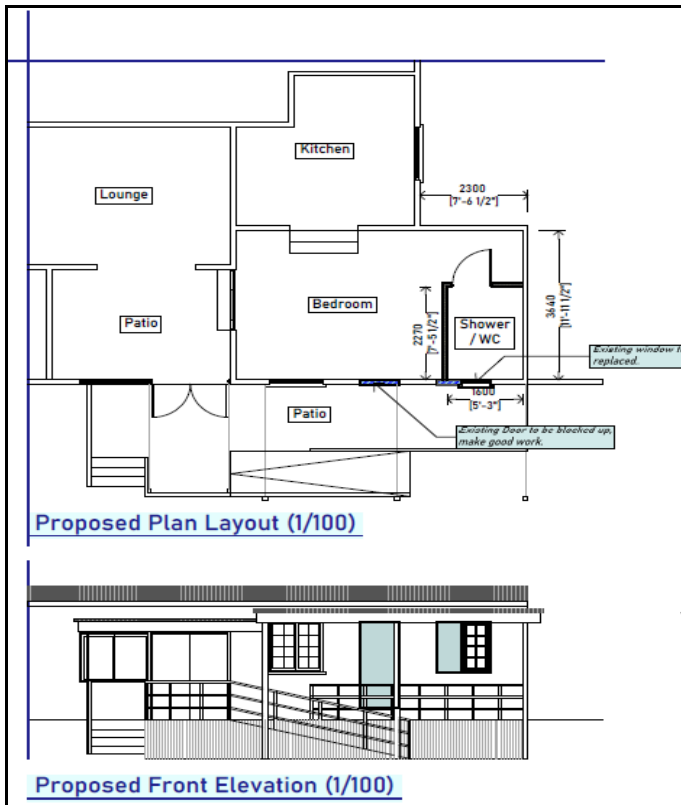 Kitchen
Lounge
2300
[7'-6 1/2"]
Bedroom
3640
[11'-11 1/2"]
2270
[7'-5 1/2"]
Patio
Shower
/ WC
Existing window t
replaced.
1600
[5'-3"]
Patio
Existing Door to be blocked up,
make good work.
Proposed Plan Layout (1/100)
Proposed Front Elevation (1/100)